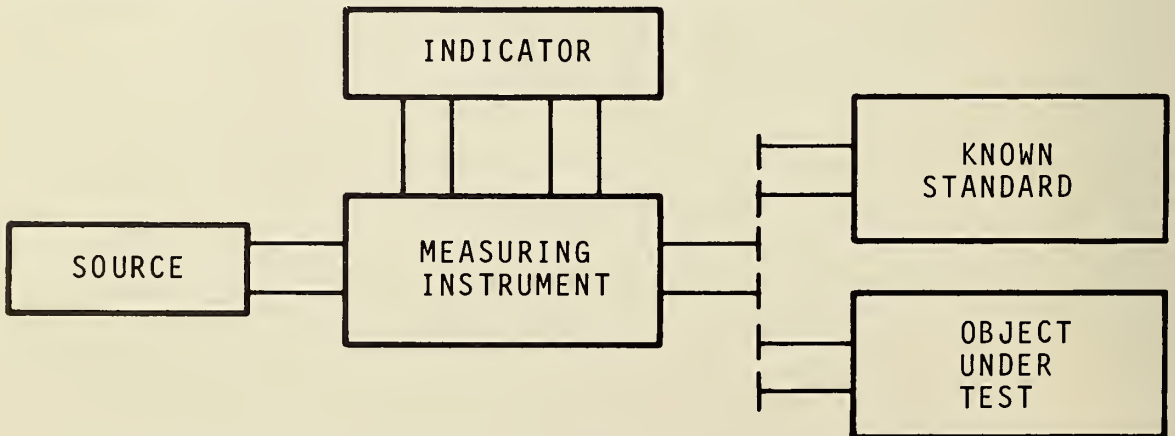 INDICATOR
KNOWN
STANDARD
SOURCE
MEASURING
INSTRUMENT
OBJECT
UNDER
TEST